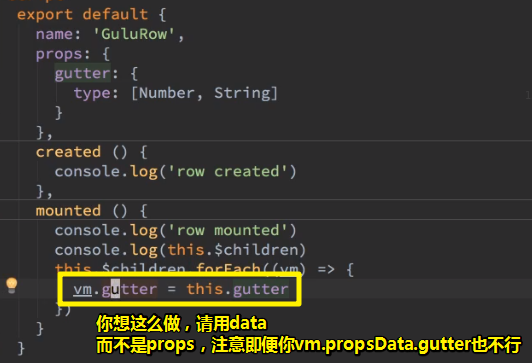 export default {
name: 'GuluRow',
props: {
gutter: {
type: [Number, String]
}
},
created () {
console.log('row created')
},
mounted () {
console.log('row mounted')
console.log(this.$children)
this.$children.forEach((vm) => {
vm.gutter = this.gutter
})
}
}
你想这么做，请用data
而不是props，注意即便你vm.propsData.gutter也不行